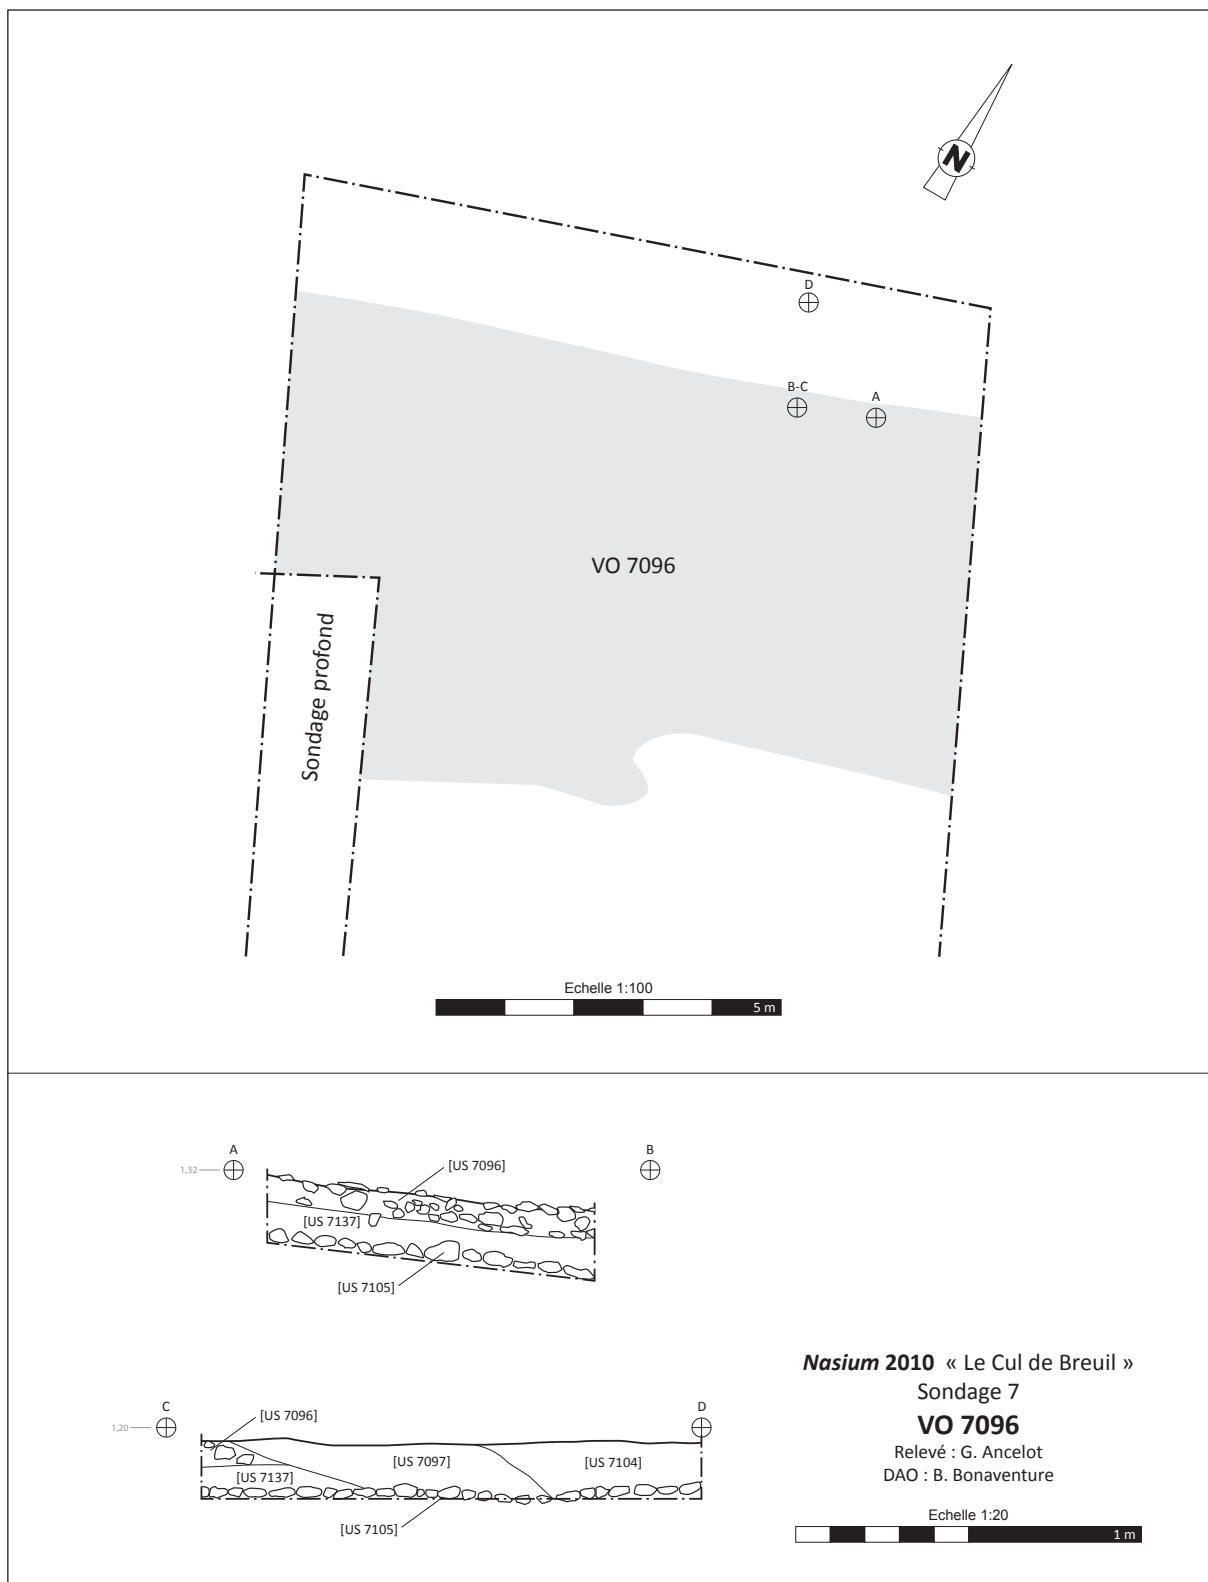 N
D
B-C
A
VO 7096
Sondage profond
Echelle 1:100
5 m
A
B
1,32
[US 7096]
[US 7137]
[US 7105]
C
D
1,20
[US 7096]
[US 7097]
[US 7104]
[US 7137]
[US 7105]
Nasium 2010 « Le Cul de Breuil »
Sondage 7
VO 7096
Relevé : G. Ancelot
DAO : B. Bonaventure
Echelle 1:20
1 m